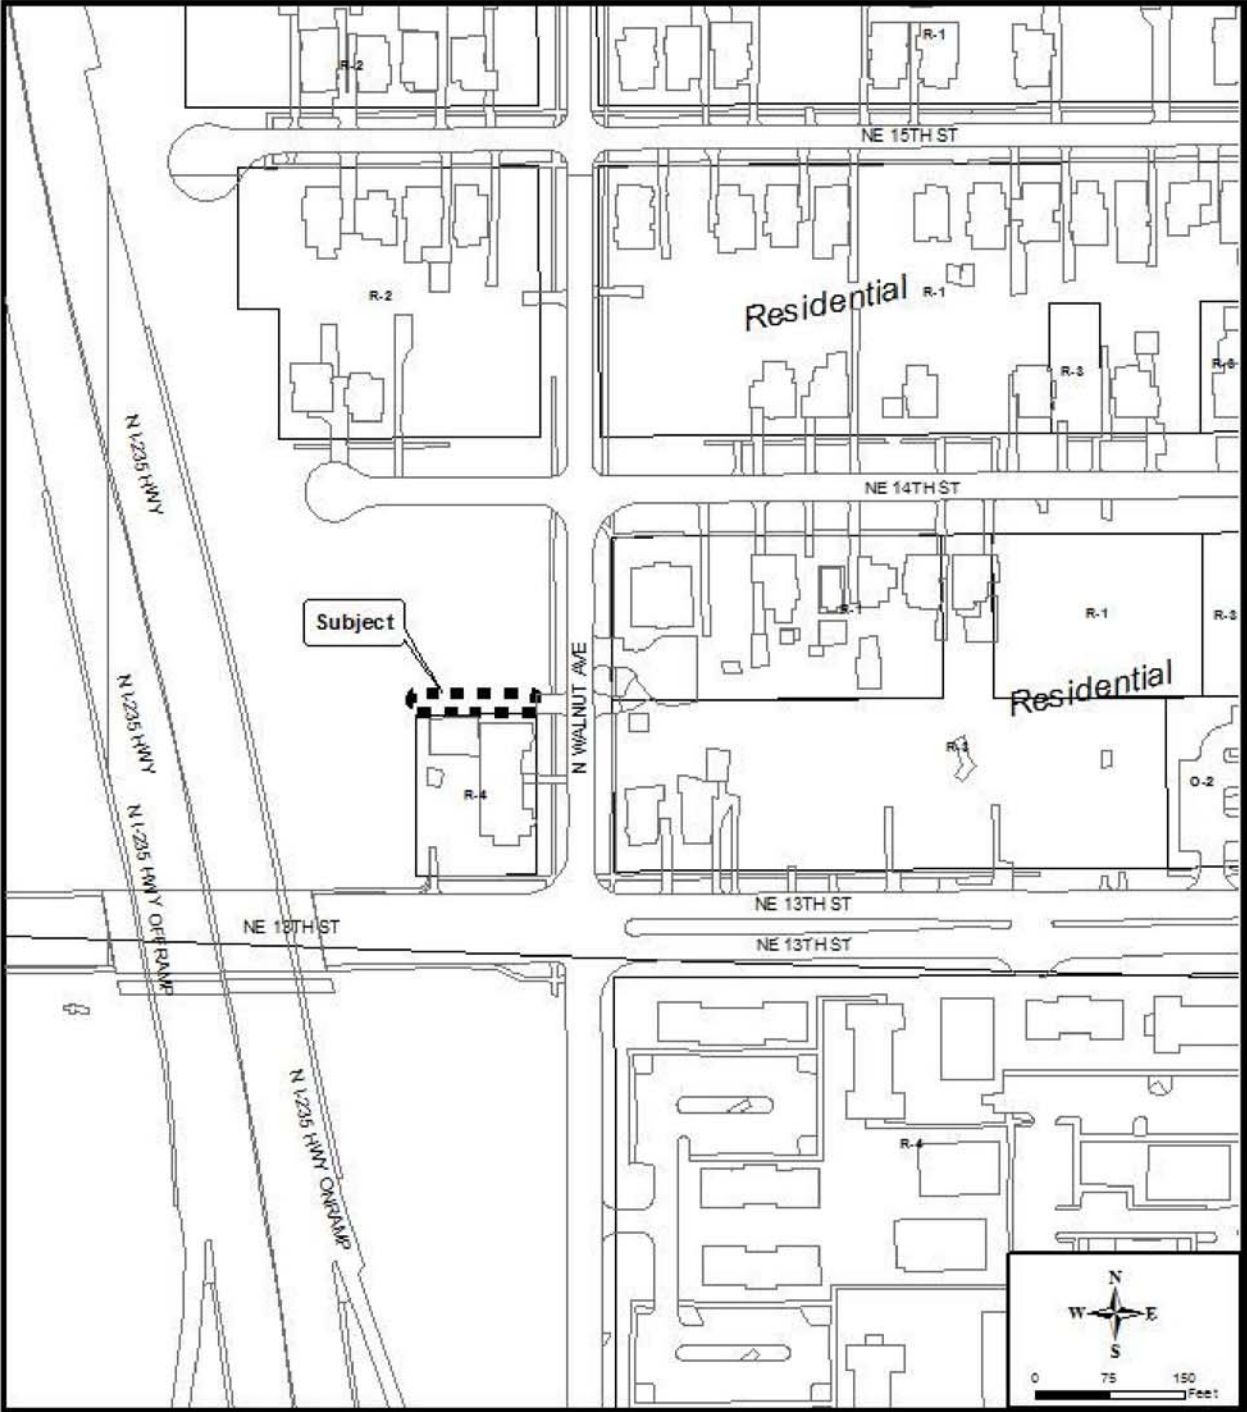 R-2
R-1
NE 15TH ST
R-2
Residential
R-1
R-3
N I-235 HWY
NE 14TH ST
Subject
R-1
R-1
R-3
N WALNUT AVE
Residential
N I-235 HWY
R-3
O-2
R-4
N I-235 HWY OFFRAMP
NE 13TH ST
NE 13TH ST
NE 13TH ST
N I-235 HWY ONRAMP
R-4
N
W
E
S
0 75 150
Feet